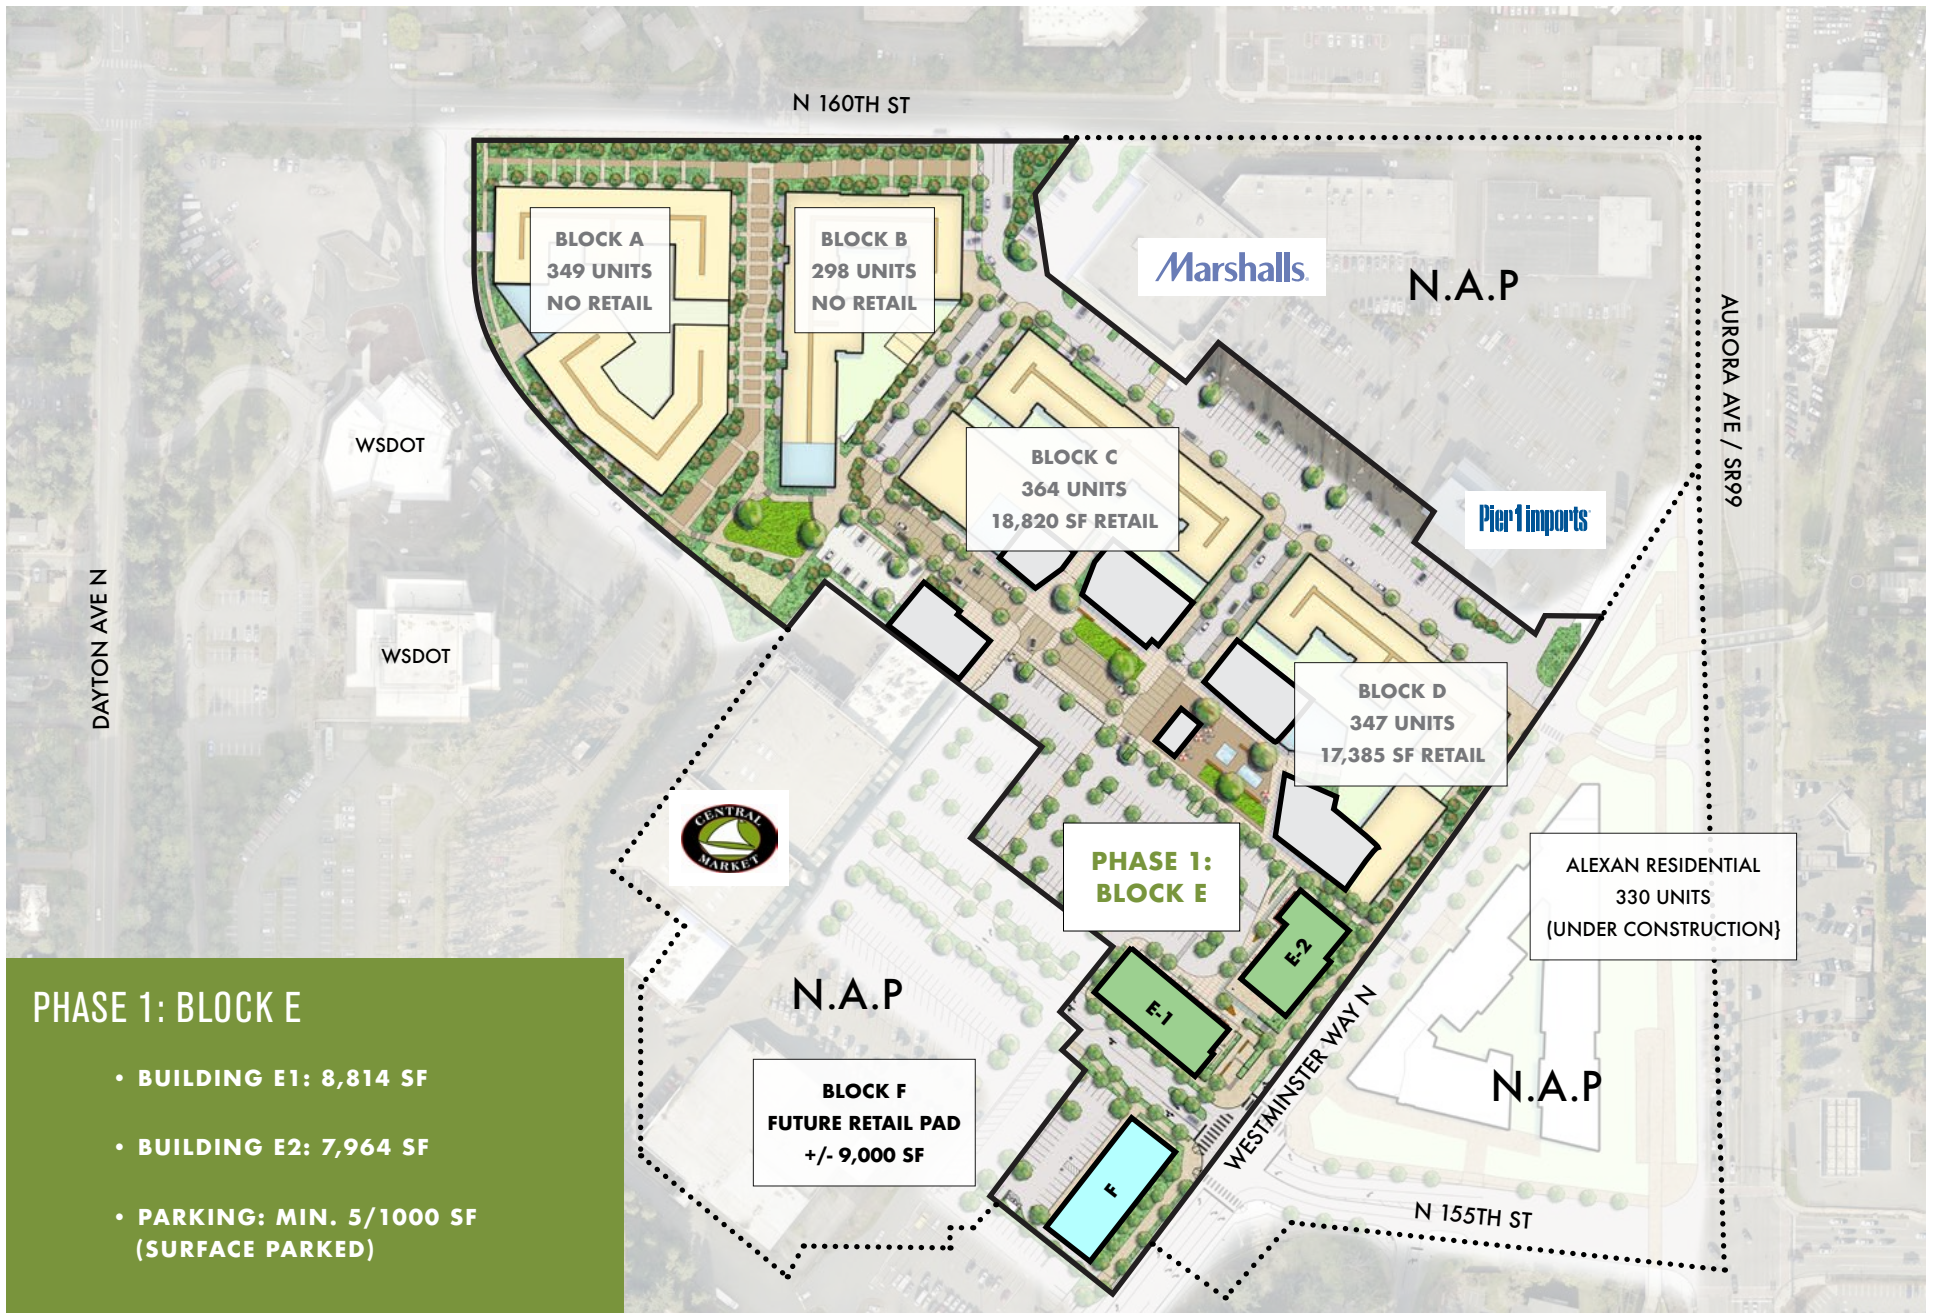 N 160TH ST
BLOCK A
349 UNITS
NO RETAIL
BLOCK B
298 UNITS
NO RETAIL
Marshalls.
N.A.P
AURORA AVE / SR99
WSDOT
BLOCK C
364 UNITS
18,820 SF RETAIL
Pier 1 imports
DAYTON AVE N
WSDOT
BLOCK D
347 UNITS
17,385 SF RETAIL
CENTRAL
MARKET
PHASE 1:
BLOCK E
ALEXAN RESIDENTIAL
330 UNITS
(UNDER CONSTRUCTION}
E-2
E-1
N.A.P
WESTMINSTER WAY N
N.A.P
PHASE 1: BLOCK E
• BUILDING E1: 8,814 SF
• BUILDING E2: 7,964 SF
• PARKING: MIN. 5/1000 SF
(SURFACE PARKED)
BLOCK F
FUTURE RETAIL PAD
+/- 9,000 SF
F
N 155TH ST